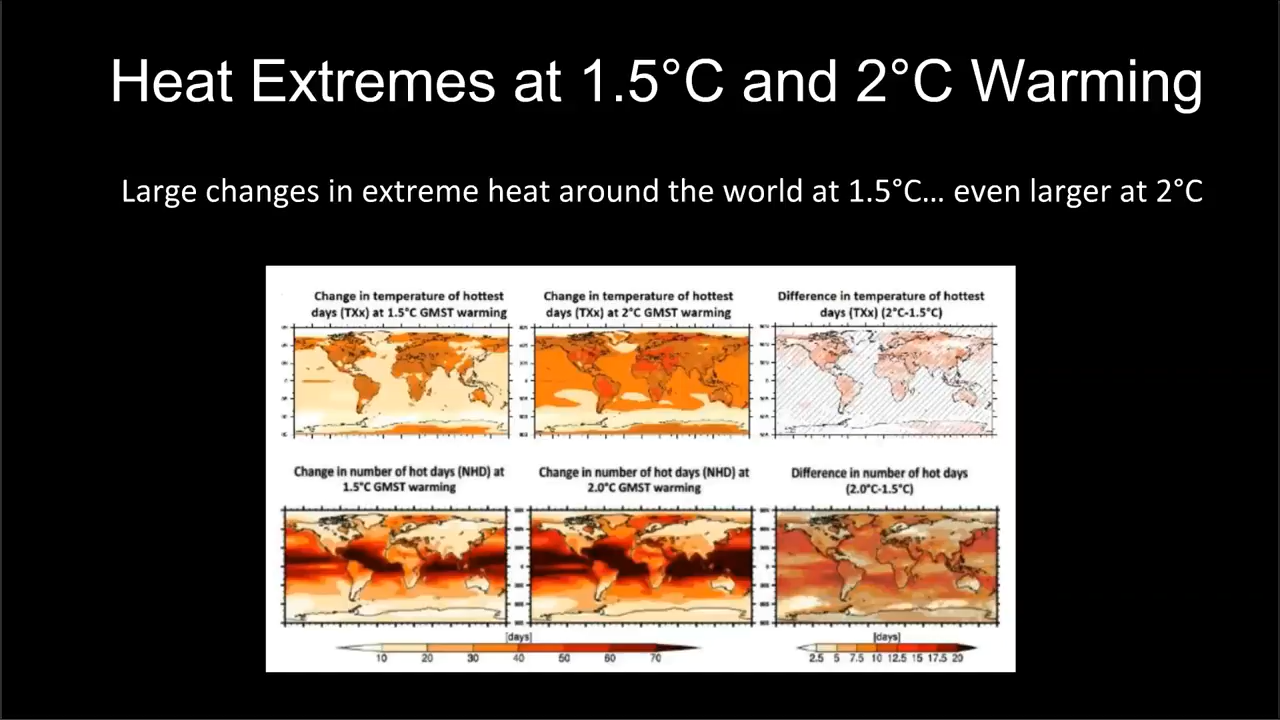 Heat Extremes at 1.5°C and 2°C Warming
Large changes in extreme heat around the world at 1.5°C... even larger at 2°C
Change in temperature of hottest
days (TXx) at 1.5°C GMST warming
Change in temperature of hottest
days (TXx) at 2°C GMST warming
Difference in temperature of hottest
days (TXx) (2°C-1.5°C)
Change in number of hot days (NHD) at
1.5°C GMST warming
Change in number of hot days (NHD) at
2.0°C GMST warming
Difference in number of hot days
(2.0°C-1.5°C)
[days]
10 20 30 40 50 60 70
[days]
2.5 5 7.5 10 12.5 15 17.5 20